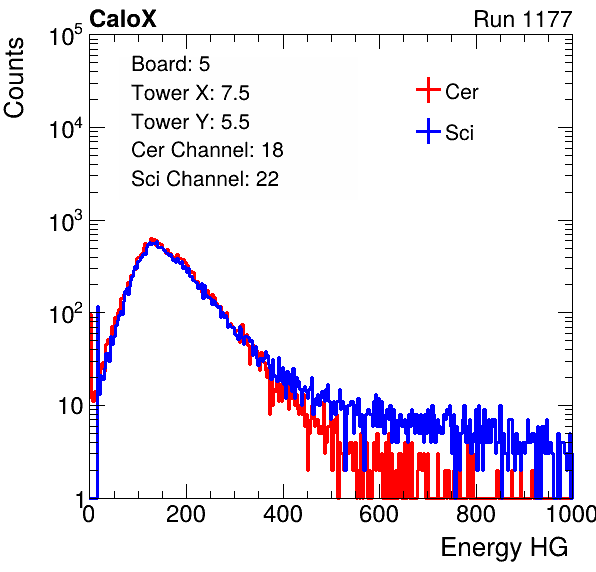 CaloX Run 1177
Counts
10^5
10^4
10^3
10^2
10
1
Board: 5
Tower X: 7.5
Tower Y: 5.5
Cer Channel: 18
Sci Channel: 22
Cer
Sci
0 200 400 600 800 1000
Energy HG